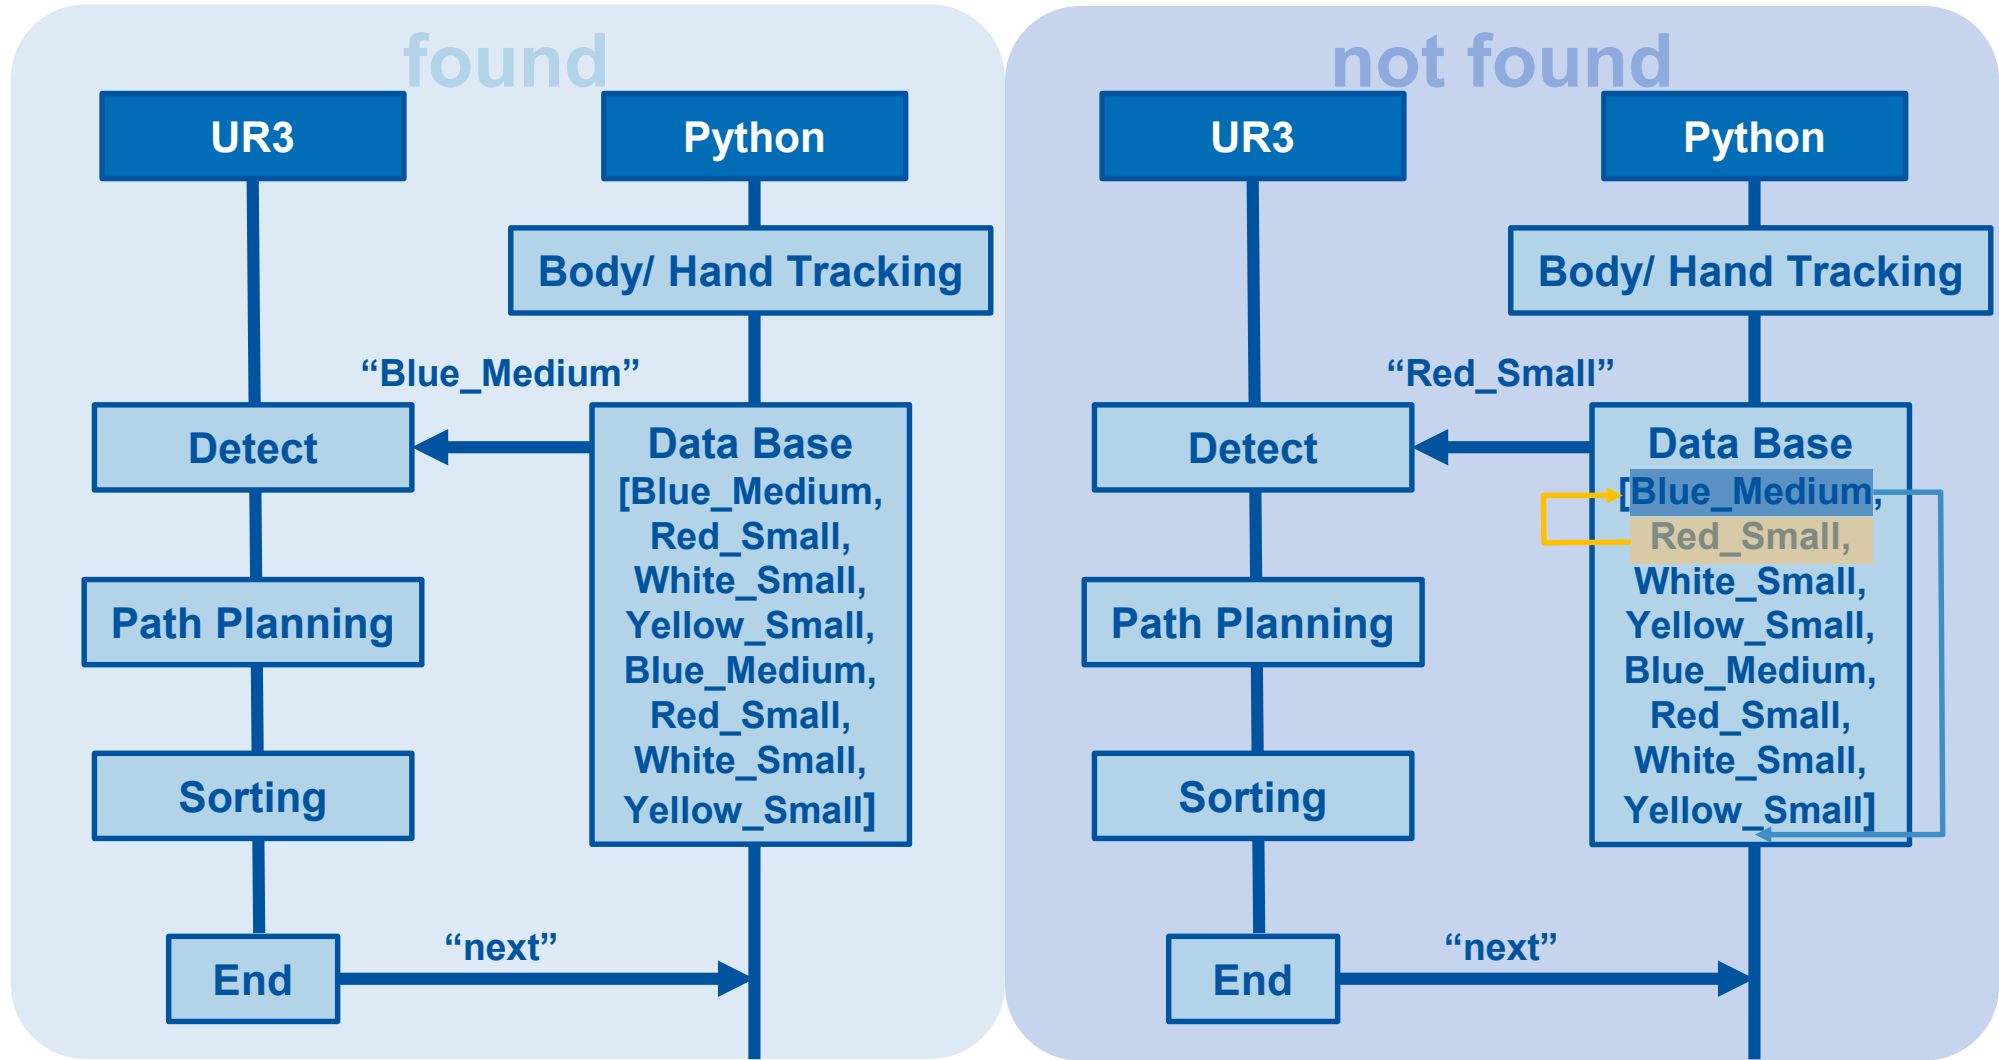 found
UR3
Python
Body/ Hand Tracking
“Blue_Medium”
Detect
Data Base
[Blue_Medium,
Red_Small,
White_Small,
Yellow_Small,
Blue_Medium,
Red_Small,
White_Small,
Yellow_Small]
Path Planning
Sorting
End
“next”
not found
UR3
Python
Body/ Hand Tracking
“Red_Small”
Detect
Data Base
[Blue_Medium,
Red_Small,
White_Small,
Yellow_Small,
Blue_Medium,
Red_Small,
White_Small,
Yellow_Small]
Path Planning
Sorting
End
“next”